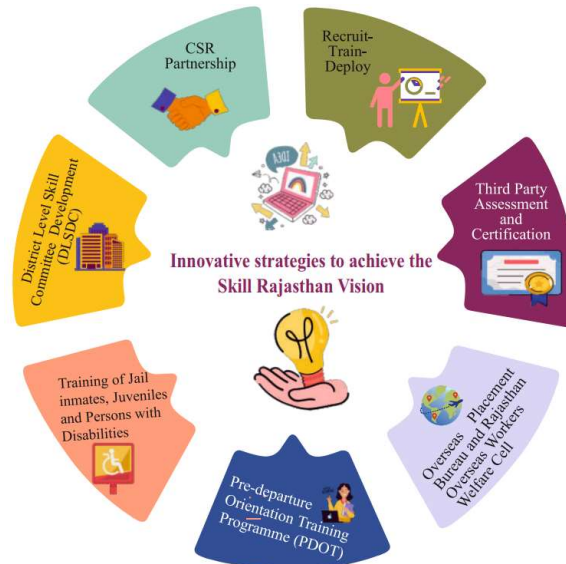 CSR
Partnership
Recruit-
Train-
Deploy
Third Party
Assessment
and
Certification
Overseas Placement
Bureau and Rajasthan
Overseas Workers
Welfare Cell
Pre-departure
Orientation Training
Programme (PDOT)
Training of Jail
inmates, Juveniles
and Persons with
Disabilities
District Level Skill
Committee Development
(DLSDC)
Innovative strategies to achieve the
Skill Rajasthan Vision